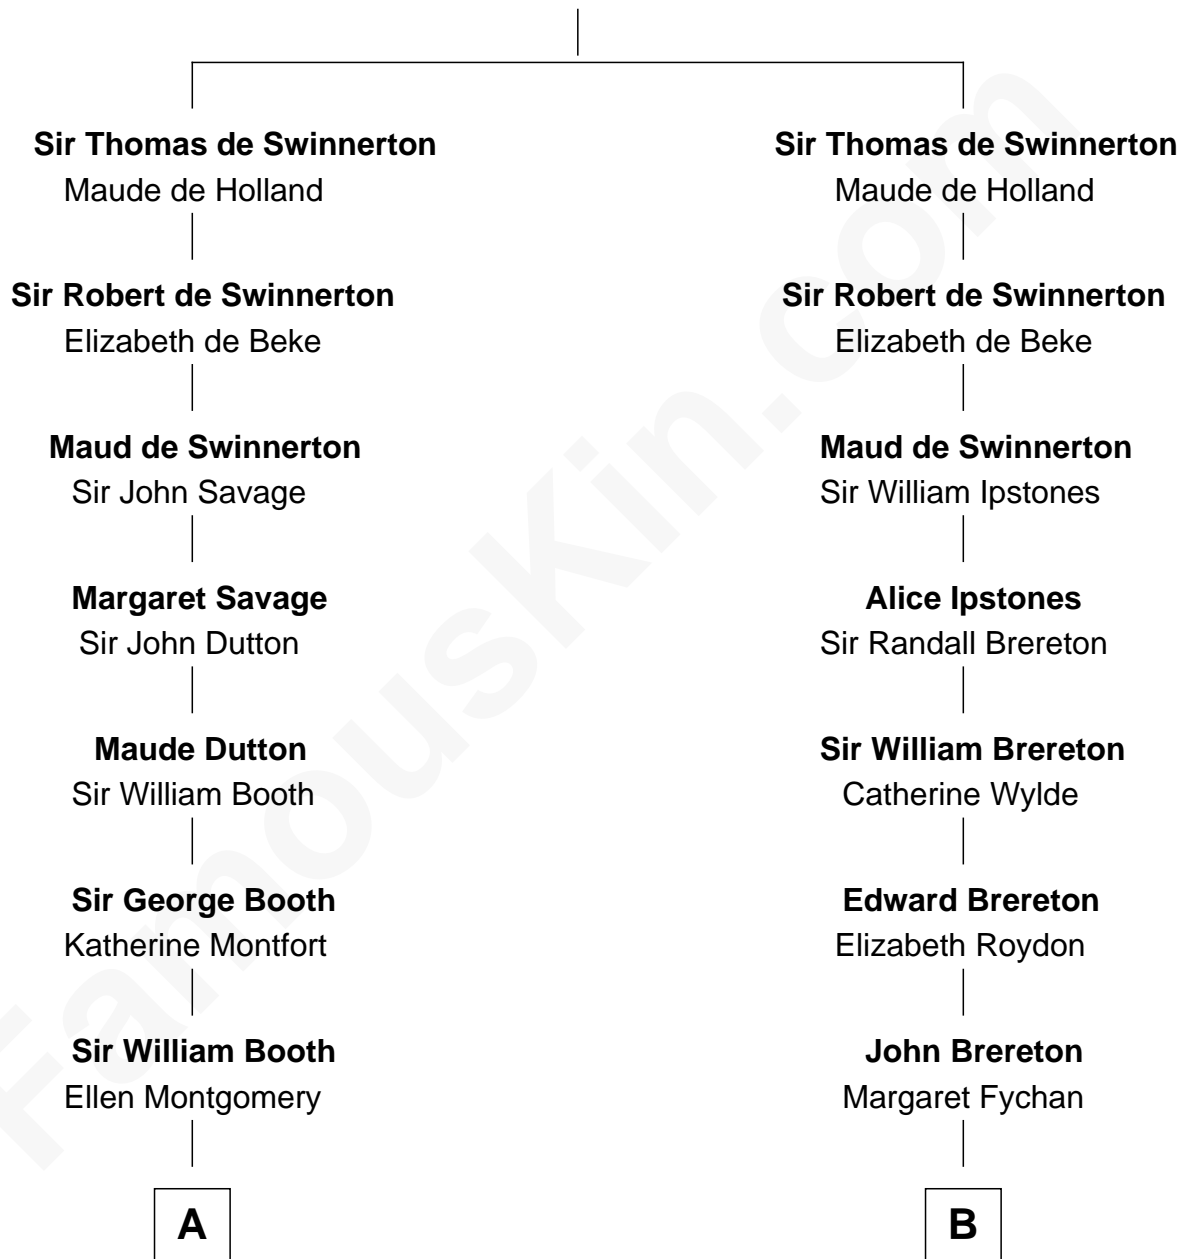 Sir Thomas de Swinnerton
Maude de Holland
Sir Robert de Swinnerton
Elizabeth de Beke
Maud de Swinnerton
Sir John Savage
Margaret Savage
Sir John Dutton
Maude Dutton
Sir William Booth
Sir George Booth
Katherine Montfort
Sir William Booth
Ellen Montgomery
A
Sir Thomas de Swinnerton
Maude de Holland
Sir Robert de Swinnerton
Elizabeth de Beke
Maud de Swinnerton
Sir William Ipstones
Alice Ipstones
Sir Randall Brereton
Sir William Brereton
Catherine Wylde
Edward Brereton
Elizabeth Roydon
John Brereton
Margaret Fychan
B
FamousKin.com